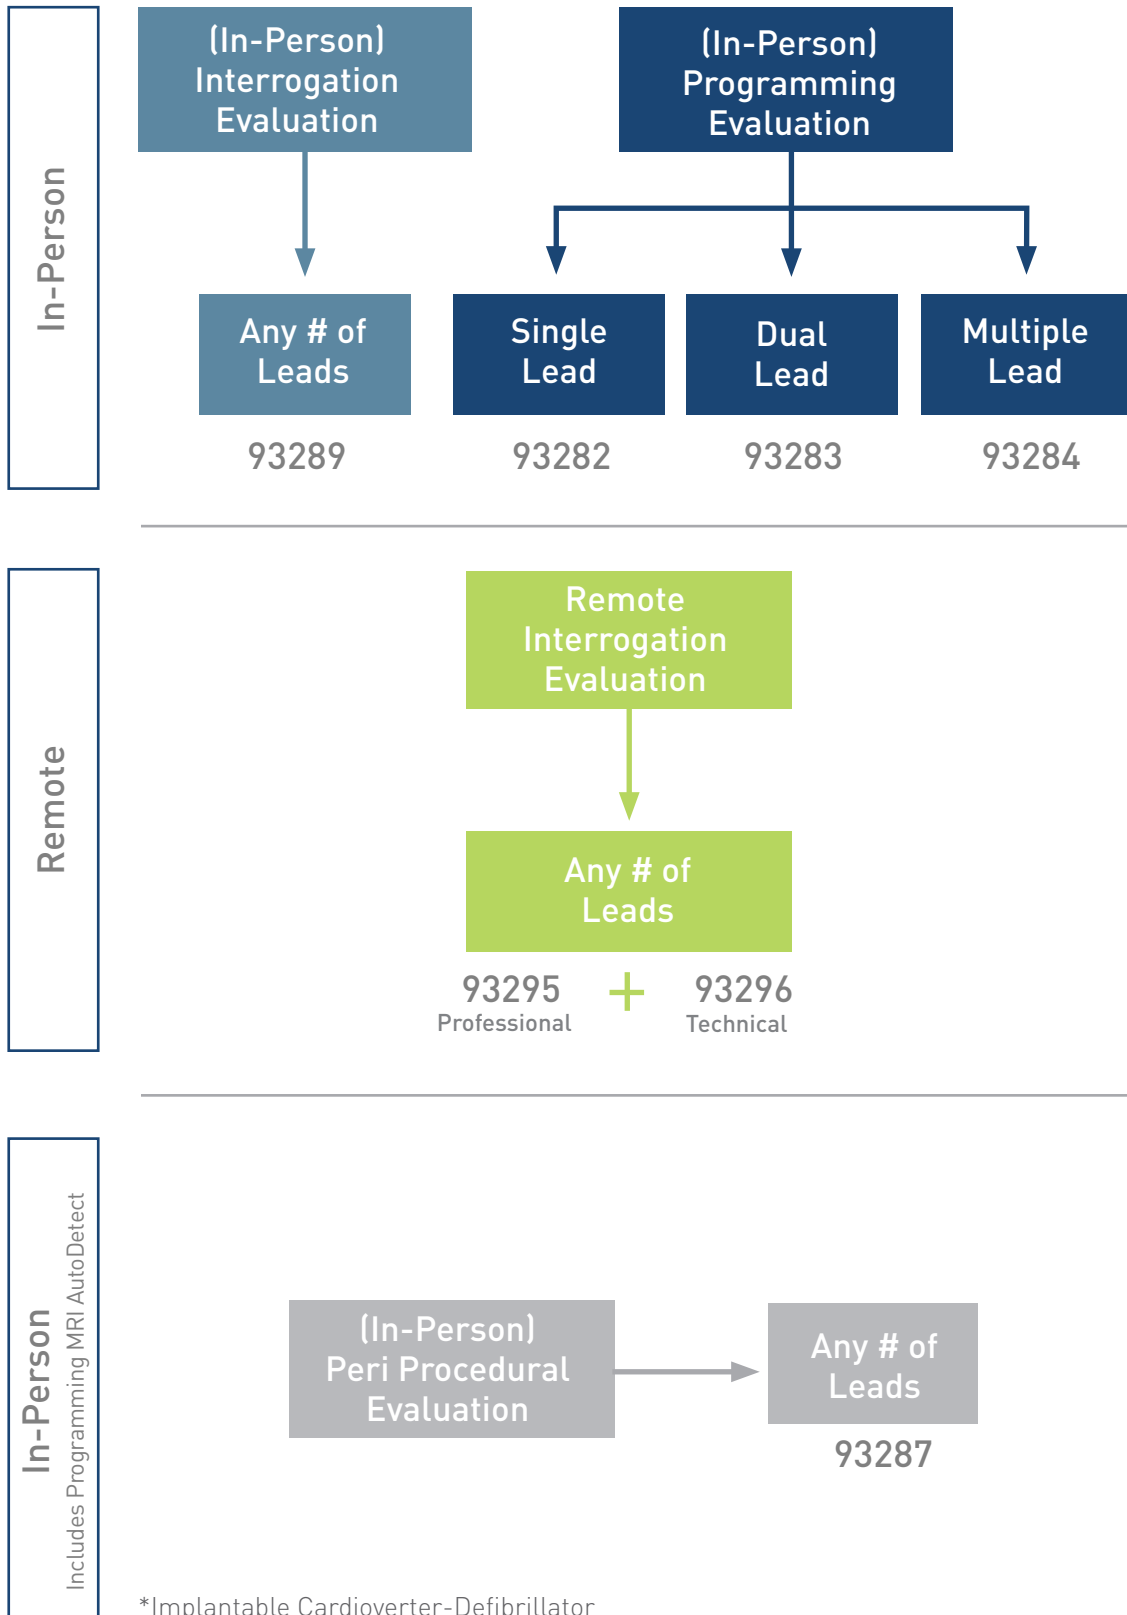 In-Person
(In-Person)
Interrogation
Evaluation
(In-Person)
Programming
Evaluation
Any # of
Leads
Single
Lead
Dual
Lead
Multiple
Lead
93289
93282
93283
93284
Remote
Remote
Interrogation
Evaluation
Any # of
Leads
93295
Professional
+
93296
Technical
In-Person
Includes Programming MRI AutoDetect
(In-Person)
Peri Procedural
Evaluation
Any # of
Leads
93287
*Implantable Cardioverter-Defibrillator